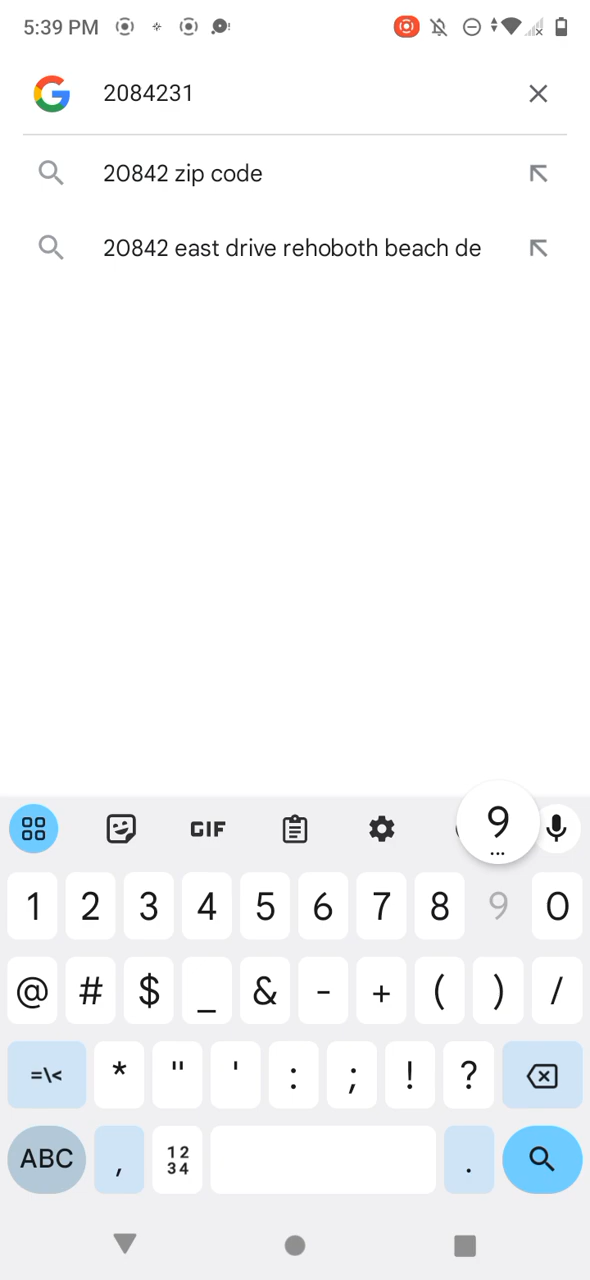 5:39 PM
2084231
20842 zip code
20842 east drive rehoboth beach de
GIF
9
...
1 2 3 4 5 6 7 8 9 0
@ # $ _ & - + ( ) /
=\< * " ' : ; ! ?
ABC , 12 34 .